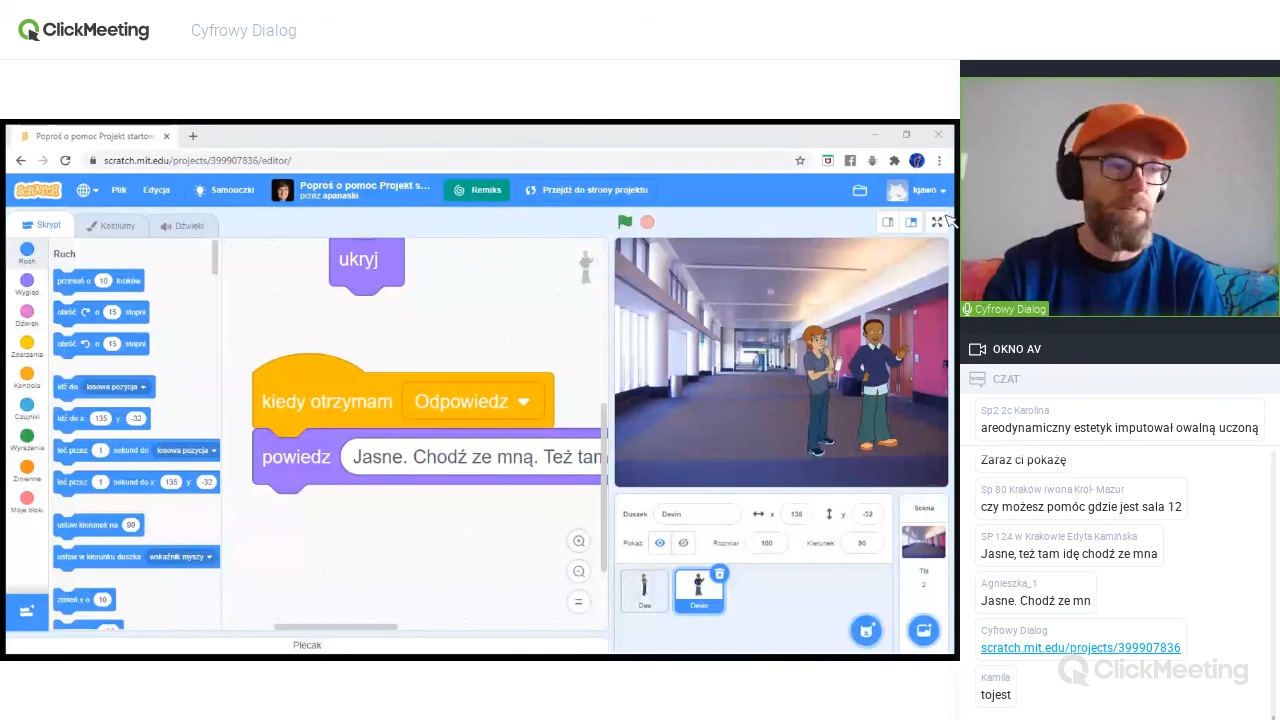 ClickMeeting
Cyfrowy Dialog
Poproś o pomoc Projekt startow
scratch.mit.edu/projects/399907836/editor/
SCRATCH
Plik
Edycja
Samouczki
Poproś o pomoc Projekt s...
przez apanaski
Remiks
Przejdź do strony projektu
kjawo
Skrypt
Kostiumy
Dźwięki
Ruch
Wygląd
Dźwięk
Zdarzenia
Kontrola
Czujniki
Wyrażenia
Zmienne
Moje bloki
Ruch
przesuń o 10 kroków
obróć o 15 stopni
obróć o 15 stopni
idź do losowa pozycja
idź do x: 135 y: -32
leć przez 1 sekund do losowa pozycja
leć przez 1 sekund do x: 135 y: -32
ustaw kierunek na 90
ustaw w kierunku duszka wskaźnik myszy
zmień x o 10
ukryj
kiedy otrzymam Odpowiedz
powiedz Jasne. Chodź ze mną. Też tam
Plecak
Duszek Devin x 135 y -32
Pokaż Rozmiar 100 Kierunek 90
Dee
Devin
Scena
Tła
2
Cyfrowy Dialog
OKNO AV
CZAT
Sp2 2c Karolina
areodynamiczny estetyk imputował owalną uczoną
Zaraz ci pokażę
Sp 80 Kraków Iwona Król- Mazur
czy możesz pomóc gdzie jest sala 12
SP 124 w Krakowie Edyta Kamińska
Jasne, też tam idę chodź ze mna
Agnieszka_1
Jasne. Chodź ze mn
Cyfrowy Dialog
scratch.mit.edu/projects/399907836
Kamila
tojest
ClickMeeting